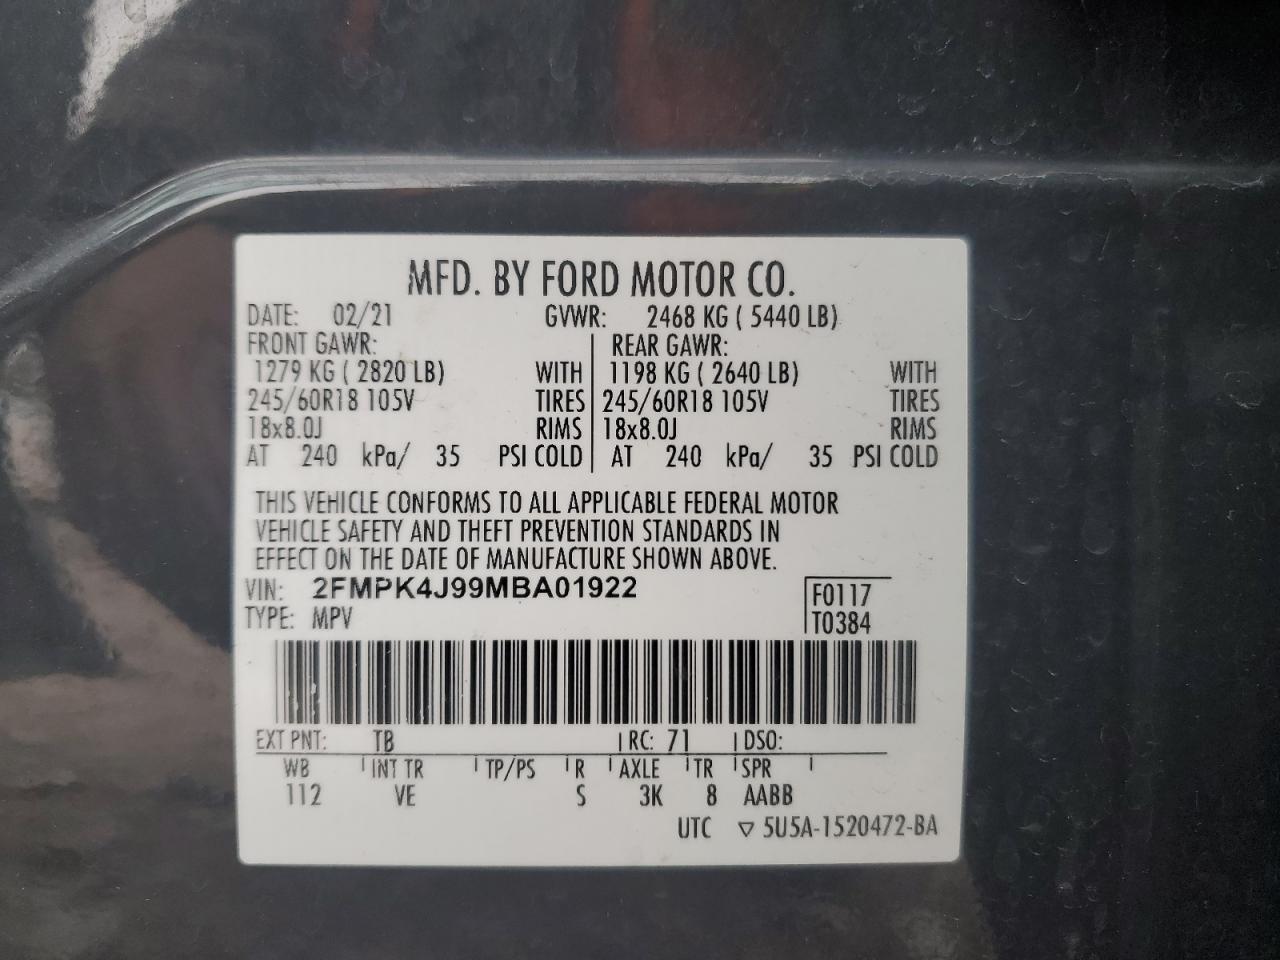 MFD. BY FORD MOTOR CO.
DATE: 02/21 GVWR: 2468 KG ( 5440 LB)
FRONT GAWR: REAR GAWR:
1279 KG ( 2820 LB) WITH 1198 KG ( 2640 LB) WITH
245/60R18 105V TIRES 245/60R18 105V TIRES
18x8.0J RIMS 18x8.0J RIMS
AT 240 kPa/ 35 PSI COLD AT 240 kPa/ 35 PSI COLD
THIS VEHICLE CONFORMS TO ALL APPLICABLE FEDERAL MOTOR
VEHICLE SAFETY AND THEFT PREVENTION STANDARDS IN
EFFECT ON THE DATE OF MANUFACTURE SHOWN ABOVE.
VIN: 2FMPK4J99MBA01922 F0117
TYPE: MPV T0384
EXT PNT: TB RC: 71 DSO:
WB INT TR TP/PS R AXLE TR SPR
112 VE S 3K 8 AABB
UTC ▽ 5U5A-1520472-BA